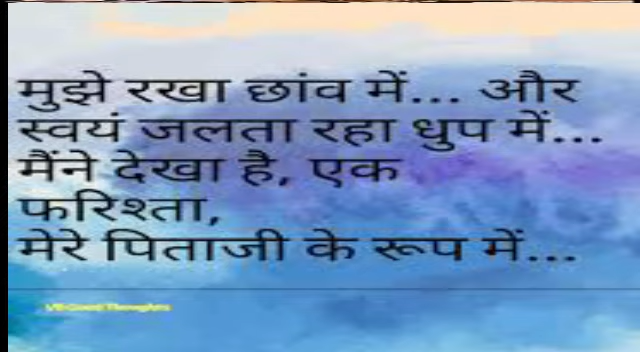 मुझे रखा छांव में... और
स्वयं जलता रहा धुप में...
मैंने देखा है, एक
फरिश्ता,
मेरे पिताजी के रूप में...